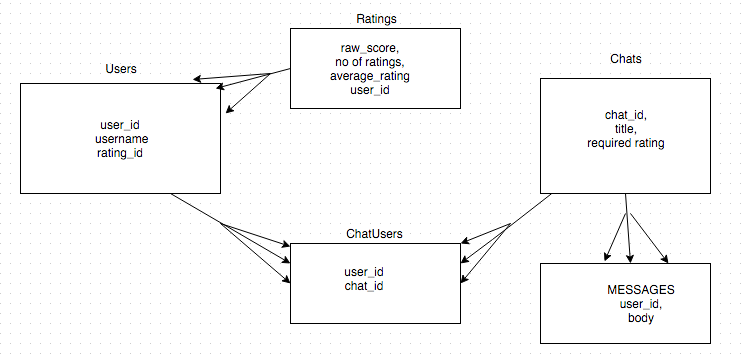 Ratings
raw_score,
no of ratings,
average_rating
user_id
Users
user_id
username
rating_id
Chats
chat_id,
title,
required rating
ChatUsers
user_id
chat_id
MESSAGES
user_id,
body